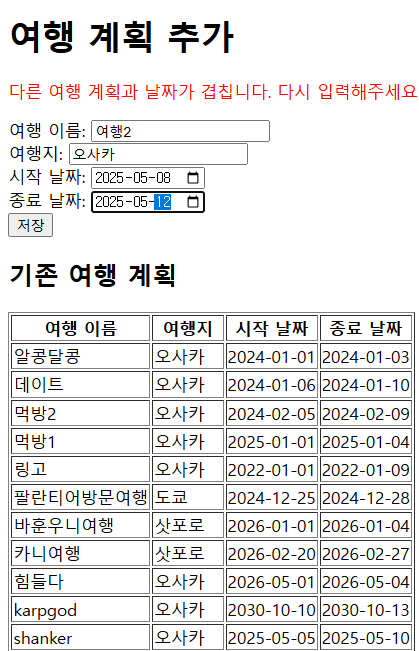 여행 계획 추가
다른 여행 계획과 날짜가 겹칩니다. 다시 입력해주세요
여행 이름: 여행2
여행지: 오사카
시작 날짜: 2025-05-08
종료 날짜: 2025-05-12
저장
기존 여행 계획
여행 이름 여행지 시작 날짜 종료 날짜
알콩달콩 오사카 2024-01-01 2024-01-03
데이트 오사카 2024-01-06 2024-01-10
먹방2 오사카 2024-02-05 2024-02-09
먹방1 오사카 2025-01-01 2025-01-04
링고 오사카 2022-01-01 2022-01-09
팔란티어방문여행 도쿄 2024-12-25 2024-12-28
바훈우니여행 삿포로 2026-01-01 2026-01-04
카니여행 삿포로 2026-02-20 2026-02-27
힘들다 오사카 2026-05-01 2026-05-04
karpgod 오사카 2030-10-10 2030-10-13
shanker 오사카 2025-05-05 2025-05-10